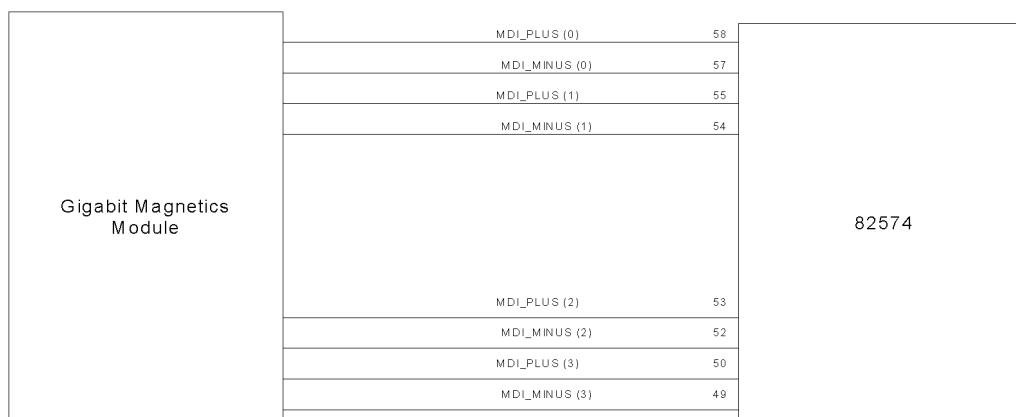 MDI_PLUS (0) 58
MDI_MINUS (0) 57
MDI_PLUS (1) 55
MDI_MINUS (1) 54
Gigabit Magnetics
Module
82574
MDI_PLUS (2) 53
MDI_MINUS (2) 52
MDI_PLUS (3) 50
MDI_MINUS (3) 49